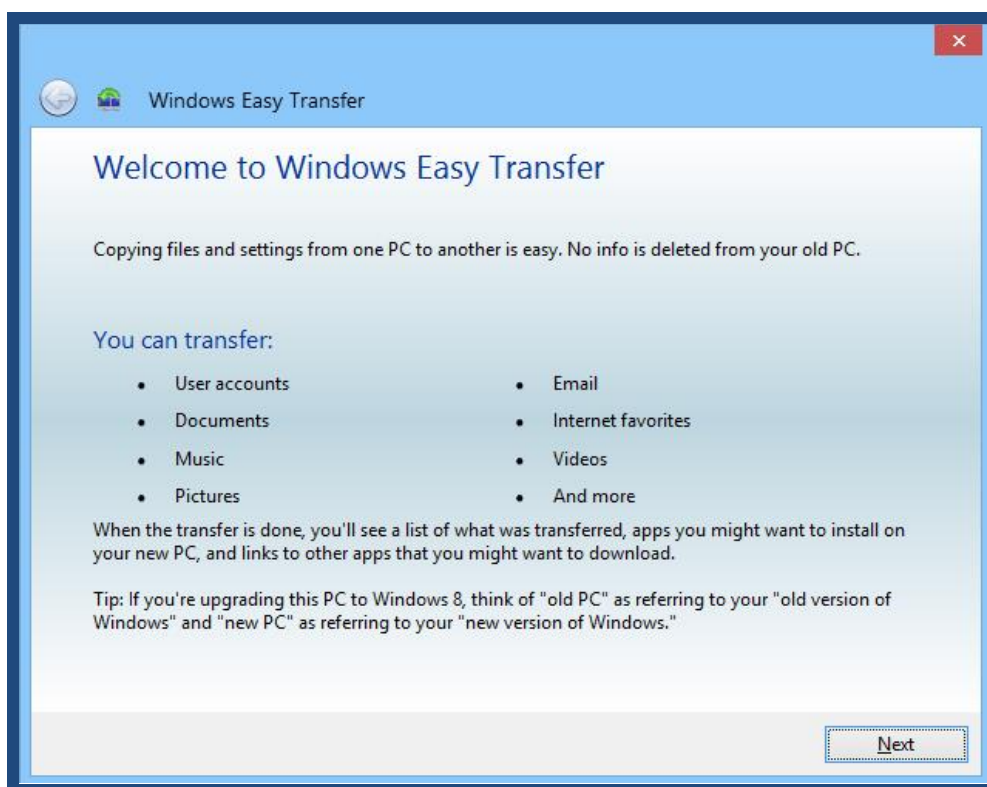 Windows Easy Transfer
Welcome to Windows Easy Transfer
Copying files and settings from one PC to another is easy. No info is deleted from your old PC.
You can transfer:
• User accounts
• Documents
• Music
• Pictures
• Email
• Internet favorites
• Videos
• And more
When the transfer is done, you'll see a list of what was transferred, apps you might want to install on
your new PC, and links to other apps that you might want to download.
Tip: If you're upgrading this PC to Windows 8, think of "old PC" as referring to your "old version of
Windows" and "new PC" as referring to your "new version of Windows."
Next